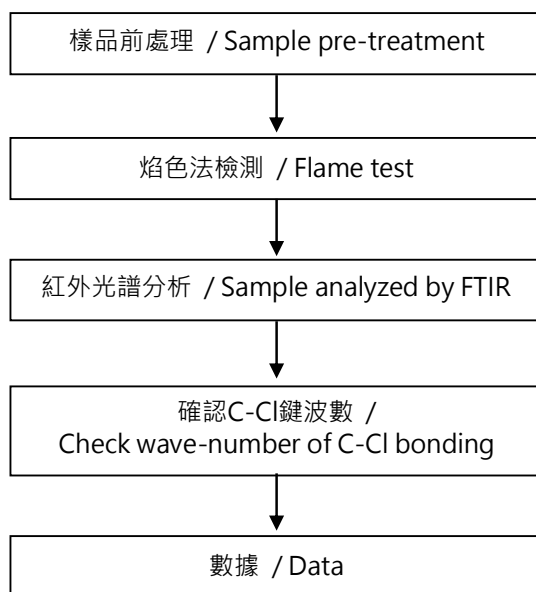 樣品前處理 / Sample pre-treatment
焰色法檢測 / Flame test
紅外光譜分析 / Sample analyzed by FTIR
確認C-Cl鍵波數 /
Check wave-number of C-Cl bonding
數據 / Data